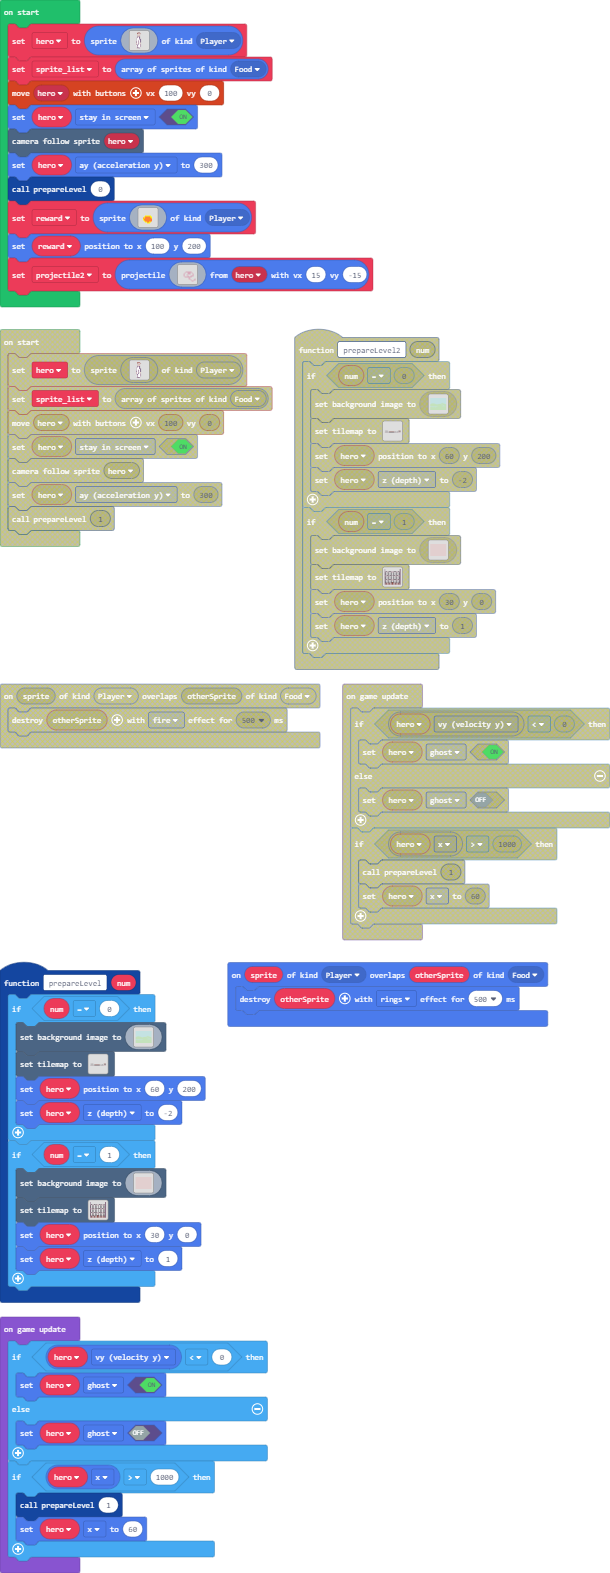 on start
set hero to sprite of kind Player
set sprite_list to array of sprites of kind Food
move hero with buttons vx 100 vy 0
set hero stay in screen ON
camera follow sprite hero
set hero ay (acceleration y) to 300
call prepareLevel 0
set reward to sprite of kind Player
set reward position to x 100 y 200
set projectile2 to projectile from hero with vx 15 vy -15
on start
set hero to sprite of kind Player
set sprite_list to array of sprites of kind Food
move hero with buttons vx 100 vy 0
set hero stay in screen ON
camera follow sprite hero
set hero ay (acceleration y) to 300
call prepareLevel 1
function prepareLevel2 num
if num = 0 then
set background image to
set tilemap to
set hero position to x 60 y 200
set hero z (depth) to -2
if num = 1 then
set background image to
set tilemap to
set hero position to x 30 y 0
set hero z (depth) to 1
on sprite of kind Player overlaps otherSprite of kind Food
destroy otherSprite with fire effect for 500 ms
on game update
if hero vy (velocity y) < 0 then
set hero ghost ON
else
set hero ghost OFF
if hero x > 1000 then
call prepareLevel 1
set hero x to 60
function prepareLevel num
if num = 0 then
set background image to
set tilemap to
set hero position to x 60 y 200
set hero z (depth) to -2
if num = 1 then
set background image to
set tilemap to
set hero position to x 30 y 0
set hero z (depth) to 1
on sprite of kind Player overlaps otherSprite of kind Food
destroy otherSprite with rings effect for 500 ms
on game update
if hero vy (velocity y) < 0 then
set hero ghost ON
else
set hero ghost OFF
if hero x > 1000 then
call prepareLevel 1
set hero x to 60